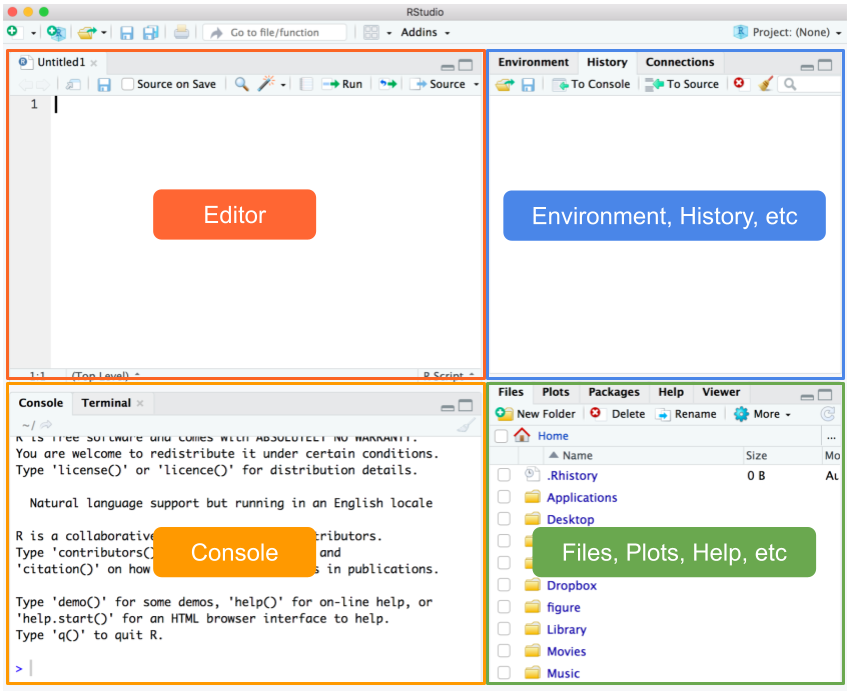 RStudio
Go to file/function
Addins
Project: (None)
Untitled1
Source on Save
Run
Source
1
Editor
1:1 (Top Level) R Script
Environment History Connections
To Console To Source
Environment, History, etc
Console Terminal
~/
R is free software and comes with ABSOLUTELY NO WARRANTY.
You are welcome to redistribute it under certain conditions.
Type 'license()' or 'licence()' for distribution details.
Natural language support but running in an English locale
R is a collaborative tributors.
Type 'contributors() and
'citation()' on how s in publications.
Console
Type 'demo()' for some demos, 'help()' for on-line help, or
'help.start()' for an HTML browser interface to help.
Type 'q()' to quit R.
>
Files Plots Packages Help Viewer
New Folder Delete Rename More
Home ...
Name Size Mo
.Rhistory 0 B Au
Applications
Desktop
Files, Plots, Help, etc
Dropbox
figure
Library
Movies
Music